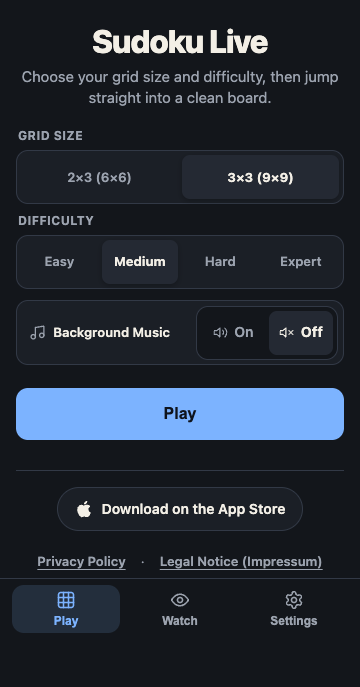 Sudoku Live
Choose your grid size and difficulty, then jump
straight into a clean board.
GRID SIZE
2×3 (6×6)
3×3 (9×9)
DIFFICULTY
Easy
Medium
Hard
Expert
Background Music
On
Off
Play
Download on the App Store
Privacy Policy · Legal Notice (Impressum)
Play
Watch
Settings